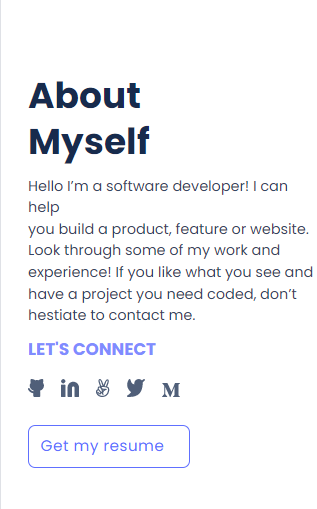 About
Myself
Hello I’m a software developer! I can
help
you build a product, feature or website.
Look through some of my work and
experience! If you like what you see and
have a project you need coded, don’t
hestiate to contact me.
LET'S CONNECT
Get my resume